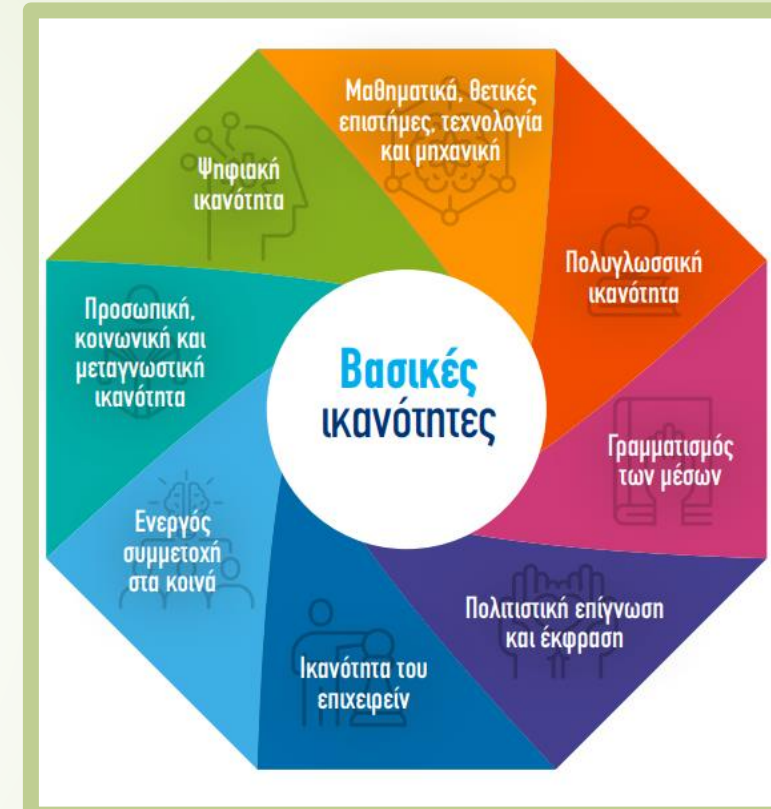 Μαθηματικά, θετικές
επιστήμες, τεχνολογία
και μηχανική
Πολυγλωσσική
ικανότητα
Γραμματισμός
των μέσων
Πολιτιστική επίγνωση
και έκφραση
Ικανότητα του
επιχειρείν
Ενεργός
συμμετοχή
στα κοινά
Προσωπική,
κοινωνική και
μεταγνωστική
ικανότητα
Ψηφιακή
ικανότητα
Βασικές
ικανότητες